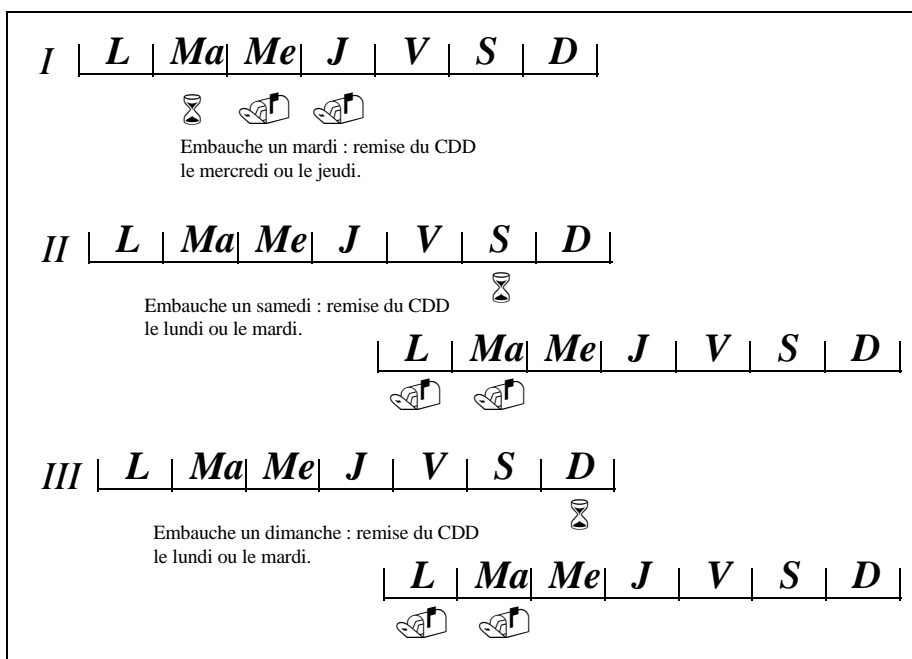 I L Ma Me J V S D
Embauche un mardi : remise du CDD
le mercredi ou le jeudi.
II L Ma Me J V S D
Embauche un samedi : remise du CDD
le lundi ou le mardi.
L Ma Me J V S D
III L Ma Me J V S D
Embauche un dimanche : remise du CDD
le lundi ou le mardi.
L Ma Me J V S D